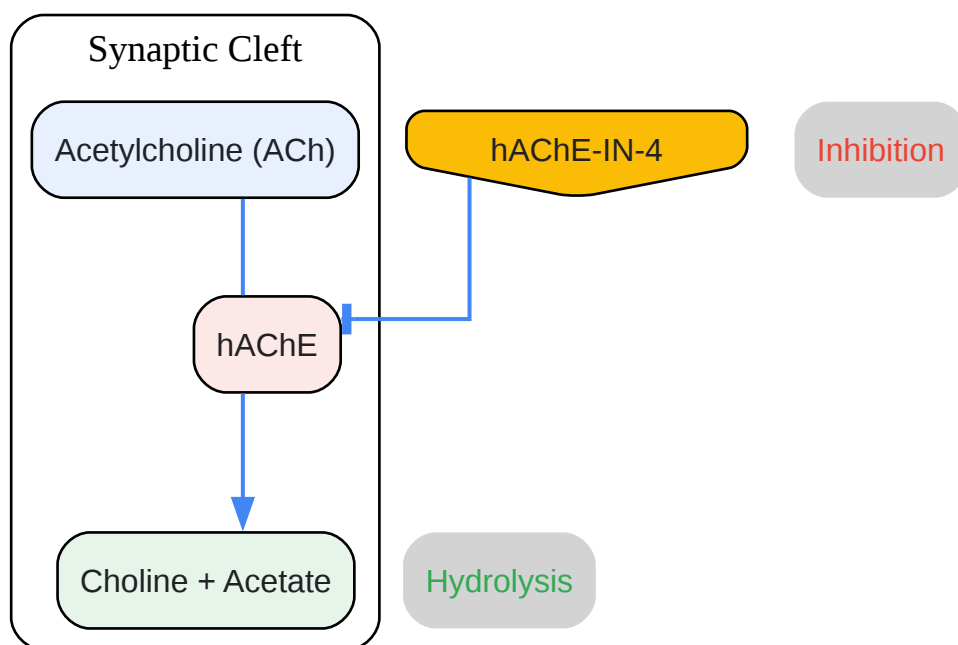 Synaptic Cleft
Acetylcholine (ACh)
hAChE-IN-4
Inhibition
hAChE
Choline + Acetate
Hydrolysis